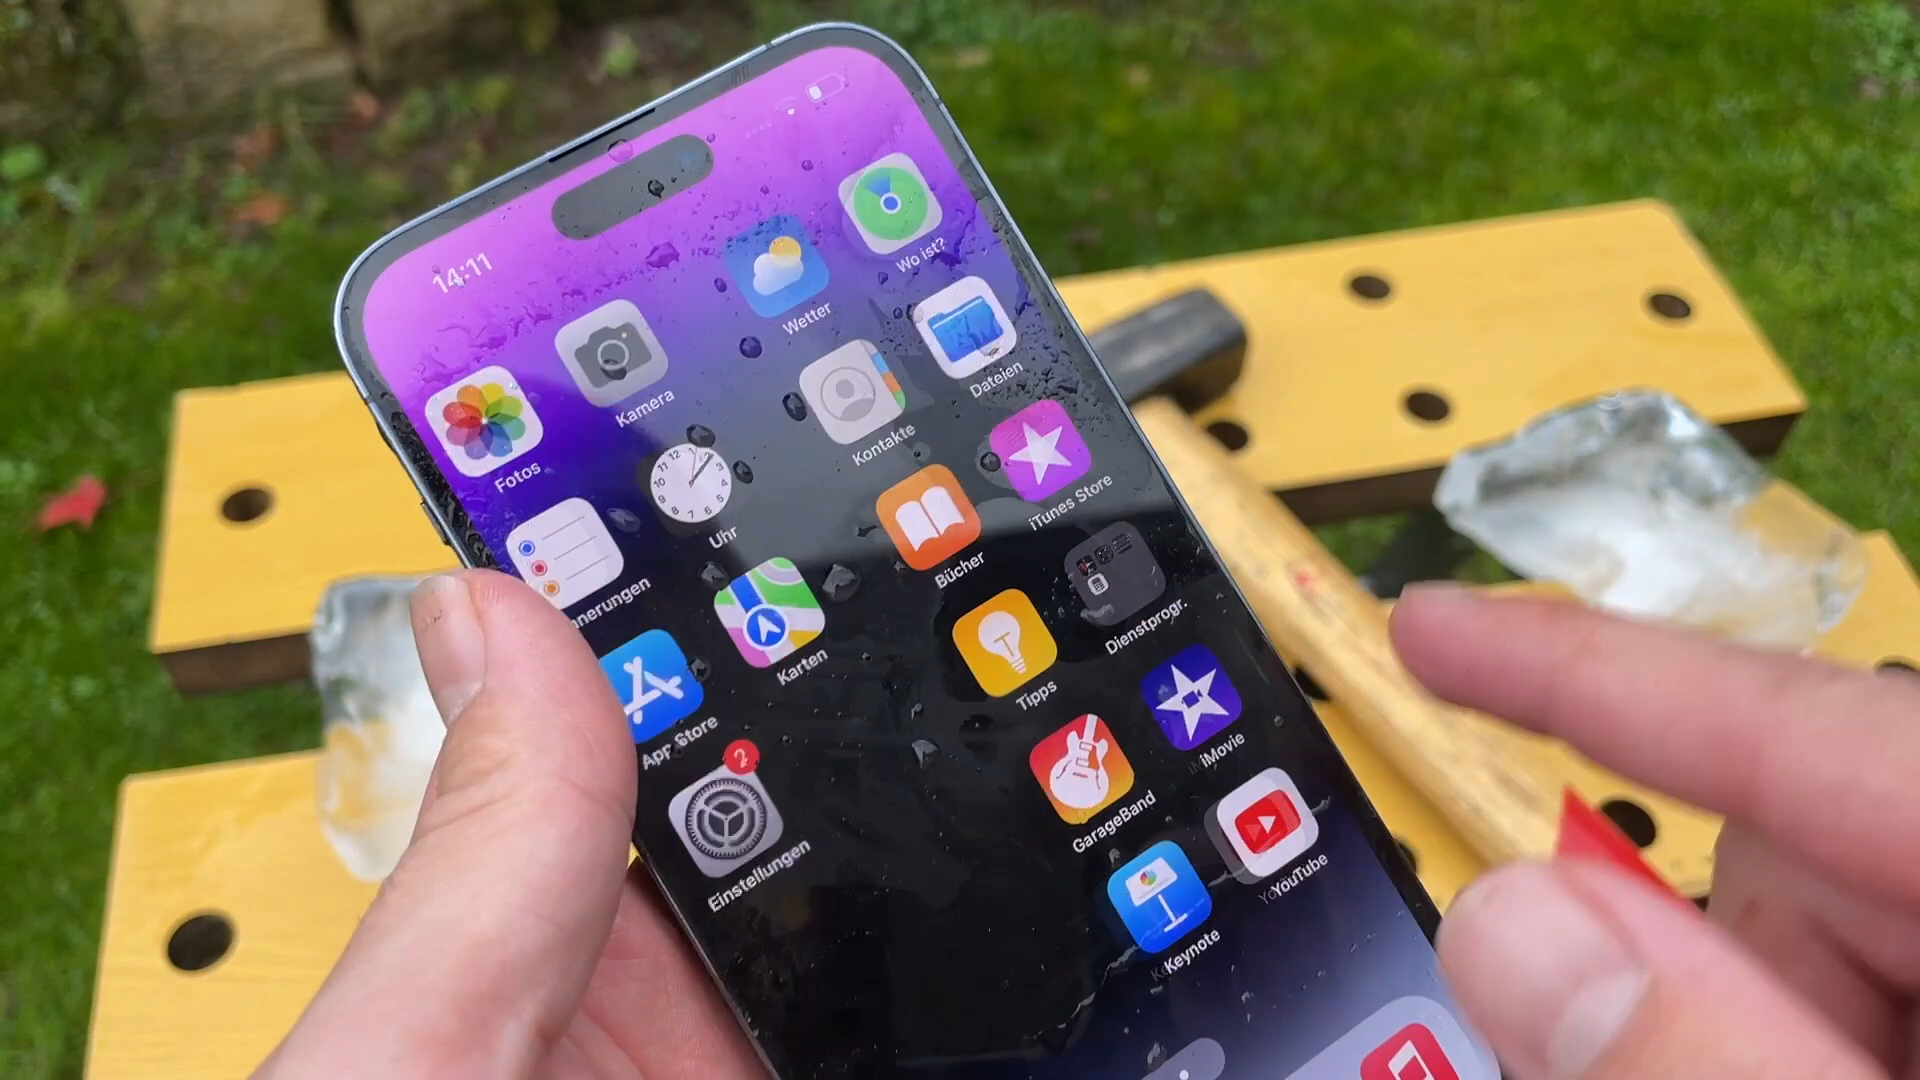 14:11
Fotos
Kamera
Wetter
Wo ist?
nnerungen
Uhr
Kontakte
Dateien
App Store
Karten
Bücher
iTunes Store
Einstellungen
2
Tipps
Dienstprogr.
GarageBand
iMovie
Keynote
YouTube